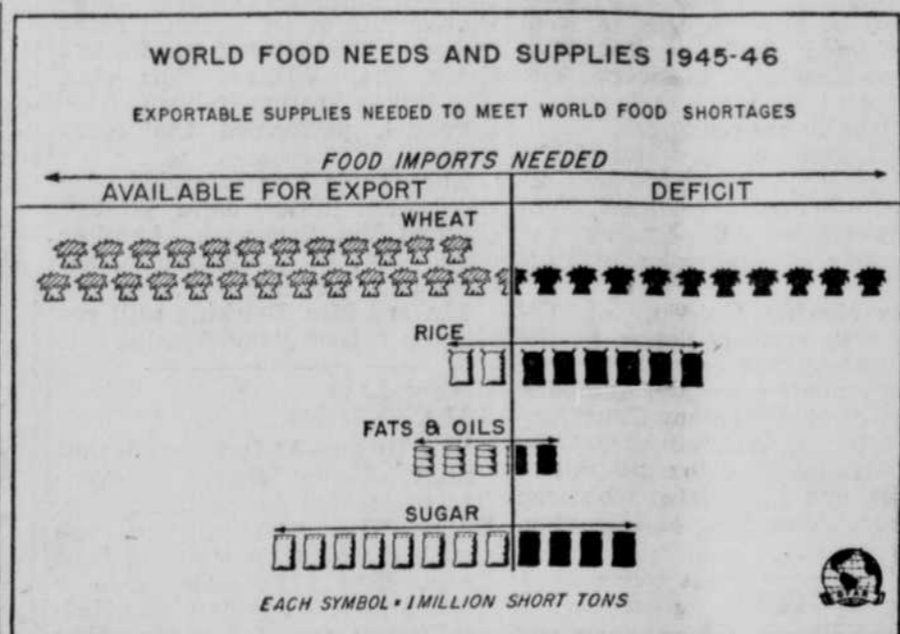 WORLD FOOD NEEDS AND SUPPLIES 1945-46
EXPORTABLE SUPPLIES NEEDED TO MEET WORLD FOOD SHORTAGES
FOOD IMPORTS NEEDED
AVAILABLE FOR EXPORT DEFICIT
WHEAT
RICE
FATS & OILS
SUGAR
EACH SYMBOL = 1 MILLION SHORT TONS